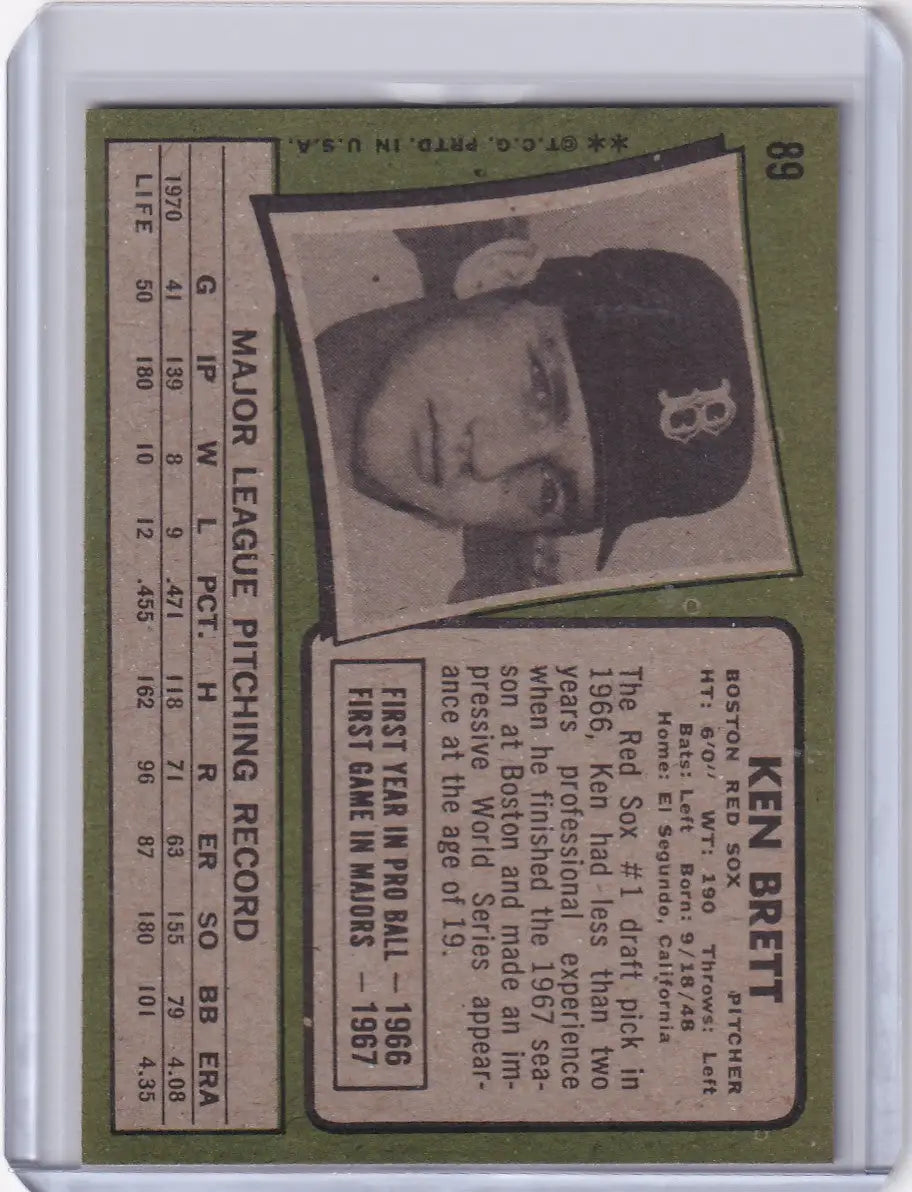 89
**©T.C.G. PRTD. IN U.S.A.
B
KEN BRETT
BOSTON RED SOX PITCHER
HT: 6'0" WT: 190 Throws: Left
Bats: Left Born: 9/18/48
Home: El Segundo, California
The Red Sox #1 draft pick in
1966, Ken had less than two
years professional experience
when he finished the 1967 sea-
son at Boston and made an im-
pressive World Series appear-
ance at the age of 19.
FIRST YEAR IN PRO BALL — 1966
FIRST GAME IN MAJORS — 1967
MAJOR LEAGUE PITCHING RECORD
G IP W L PCT. H R ER SO BB ERA
1970 41 139 8 9 .471 118 71 63 155 79 4.08
LIFE 50 180 10 12 .455 162 96 87 180 101 4.35